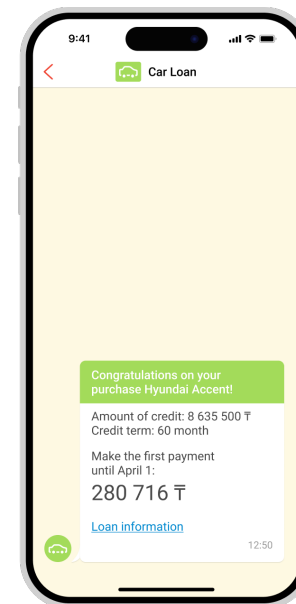 9:41
Car Loan
Congratulations on your
purchase Hyundai Accent!
Amount of credit: 8 635 500 ₸
Credit term: 60 month
Make the first payment
until April 1:
280 716 ₸
Loan information
12:50